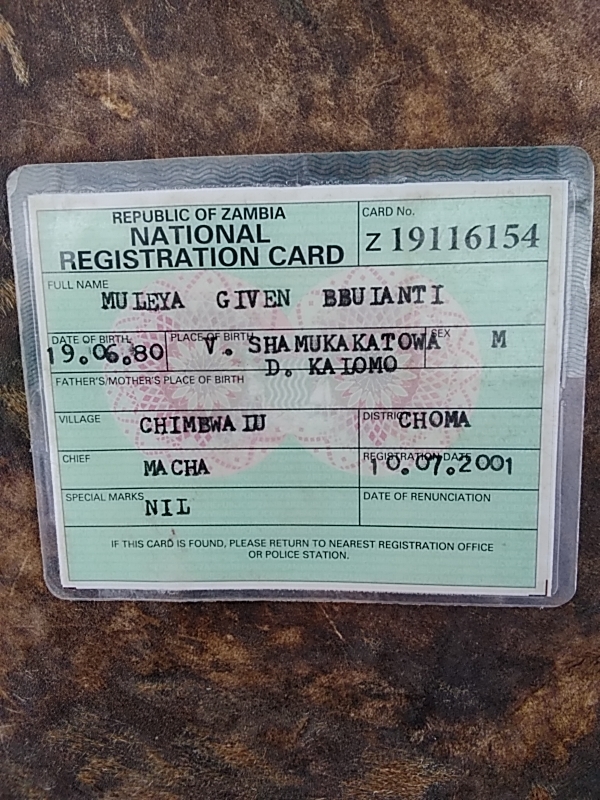 REPUBLIC OF ZAMBIA
NATIONAL
REGISTRATION CARD
CARD No.
Z 19116154
FULL NAME
MULEYA GIVEN BBUIANTI
DATE OF BIRTH
19.06.80
PLACE OF BIRTH
V. SHAMUKAKATOWA
D. KAIOMO
SEX
M
FATHER'S/MOTHER'S PLACE OF BIRTH
VILLAGE
CHIMBWAIU
DISTRICT
CHOMA
CHIEF
MACHA
REGISTRATION DATE
10.07.2001
SPECIAL MARKS
NIL
DATE OF RENUNCIATION
IF THIS CARD IS FOUND, PLEASE RETURN TO NEAREST REGISTRATION OFFICE
OR POLICE STATION.